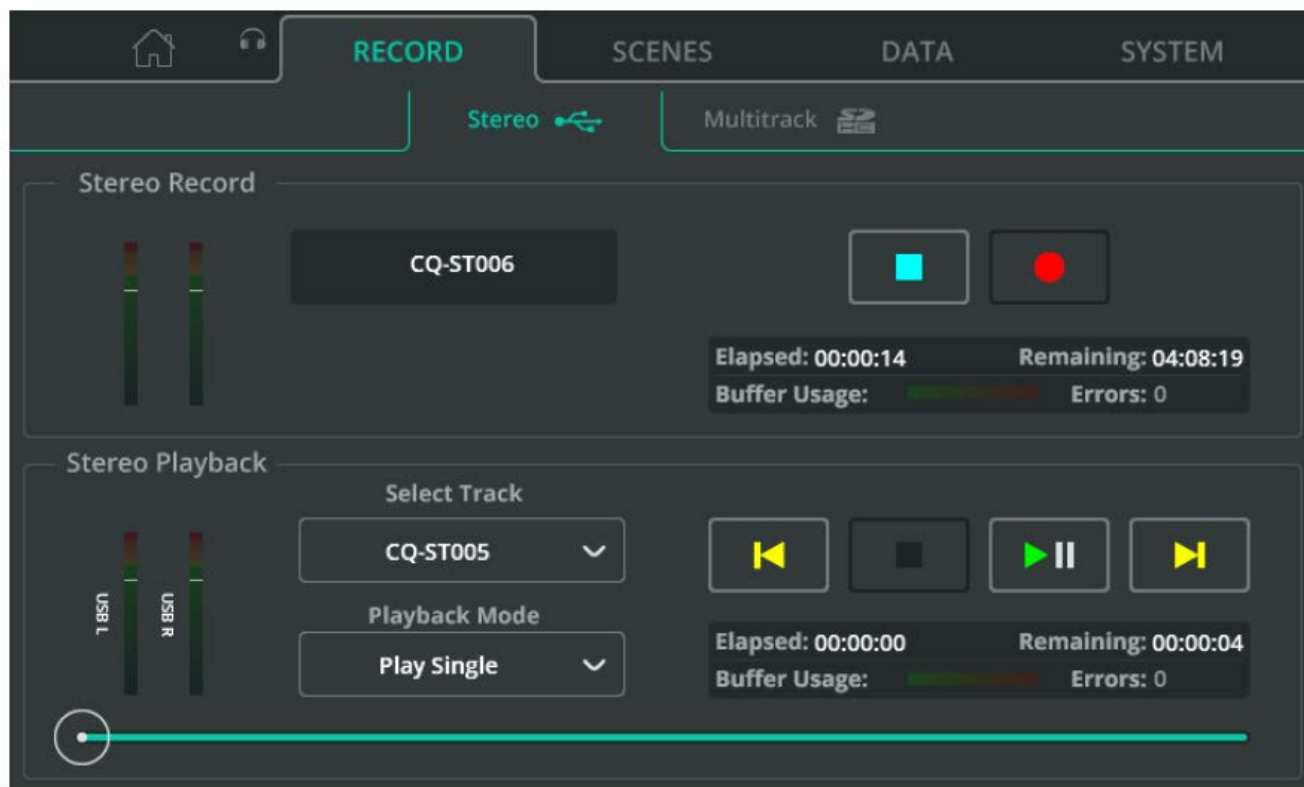 RECORD SCENES DATA SYSTEM
Stereo Multitrack
Stereo Record
CQ-ST006
Elapsed: 00:00:14 Remaining: 04:08:19
Buffer Usage: Errors: 0
Stereo Playback
Select Track
CQ-ST005
USB L USB R
Playback Mode
Play Single
Elapsed: 00:00:00 Remaining: 00:00:04
Buffer Usage: Errors: 0